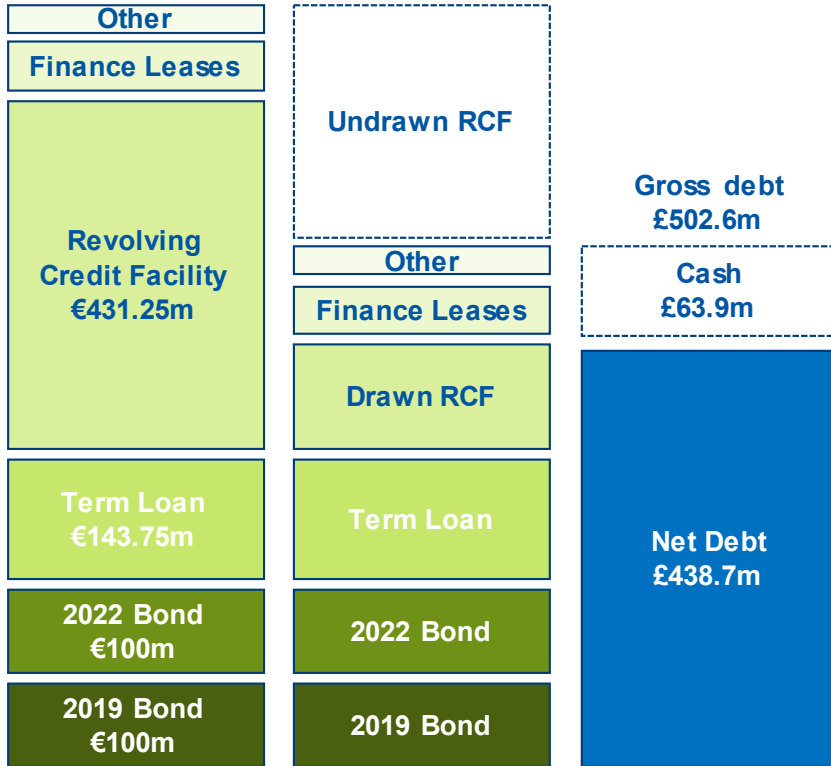 Other
Finance Leases
Revolving
Credit Facility
€431.25m
Term Loan
€143.75m
2022 Bond
€100m
2019 Bond
€100m
Undrawn RCF
Other
Finance Leases
Drawn RCF
Term Loan
2022 Bond
2019 Bond
Gross debt
£502.6m
Cash
£63.9m
Net Debt
£438.7m